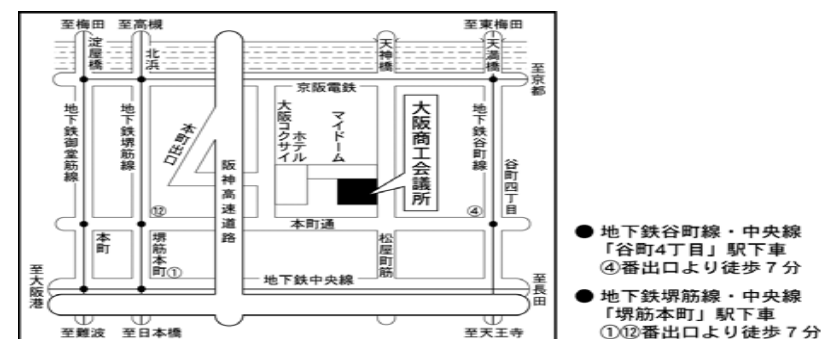 至梅田
至高槻
至東梅田
淀屋橋
北浜
天神橋
天満橋
至京都
京阪電鉄
地下鉄御堂筋線
地下鉄堺筋線
本町出口
阪神高速道路
大阪コクサイ
ホテル
マイドーム
大阪商工会議所
地下鉄谷町線
谷町四丁目
⑫
④
本町通
本町
堺筋本町①
松屋町筋
至大阪港
地下鉄中央線
至長田
至難波
至日本橋
至天王寺
● 地下鉄谷町線・中央線
「谷町4丁目」駅下車
④番出口より徒歩7分
● 地下鉄堺筋線・中央線
「堺筋本町」駅下車
①⑫番出口より徒歩7分